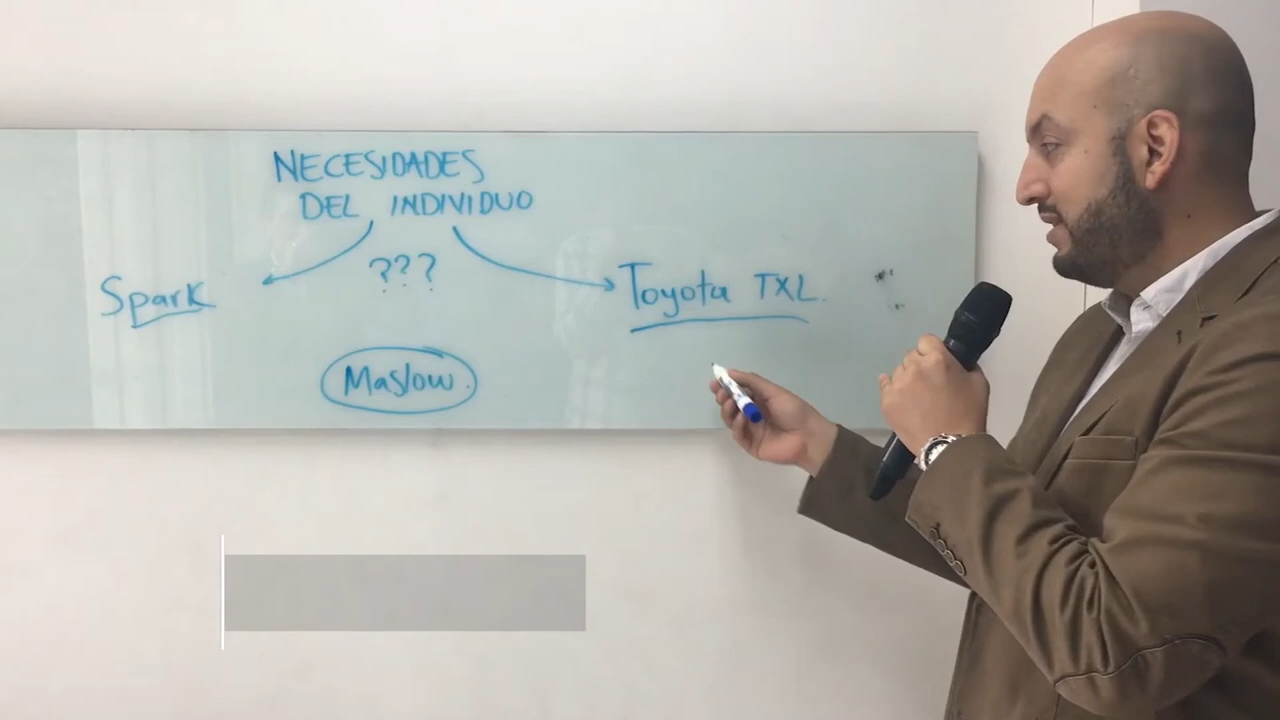 NECESIDADES
DEL INDIVIDUO
???
Spark
Toyota TXL.
Maslow.